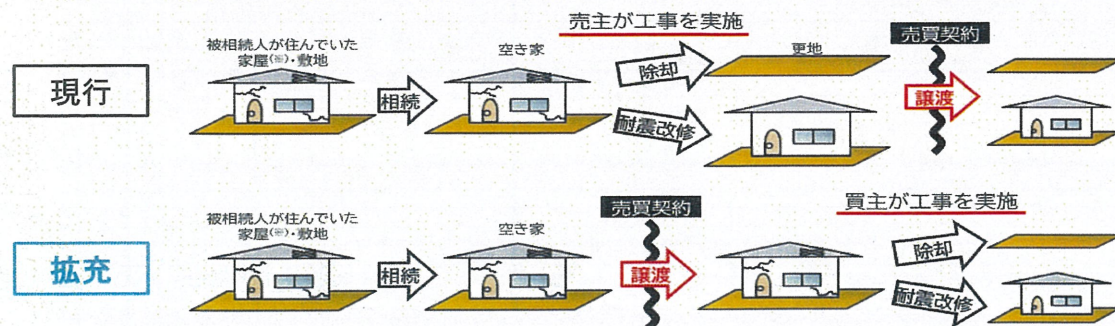 売主が工事を実施
被相続人が住んでいた
家屋(※)・敷地
空き家
更地
売買契約
現行
相続
除却
耐震改修
譲渡
売買契約
買主が工事を実施
被相続人が住んでいた
家屋(※)・敷地
空き家
拡充
相続
譲渡
除却
耐震改修